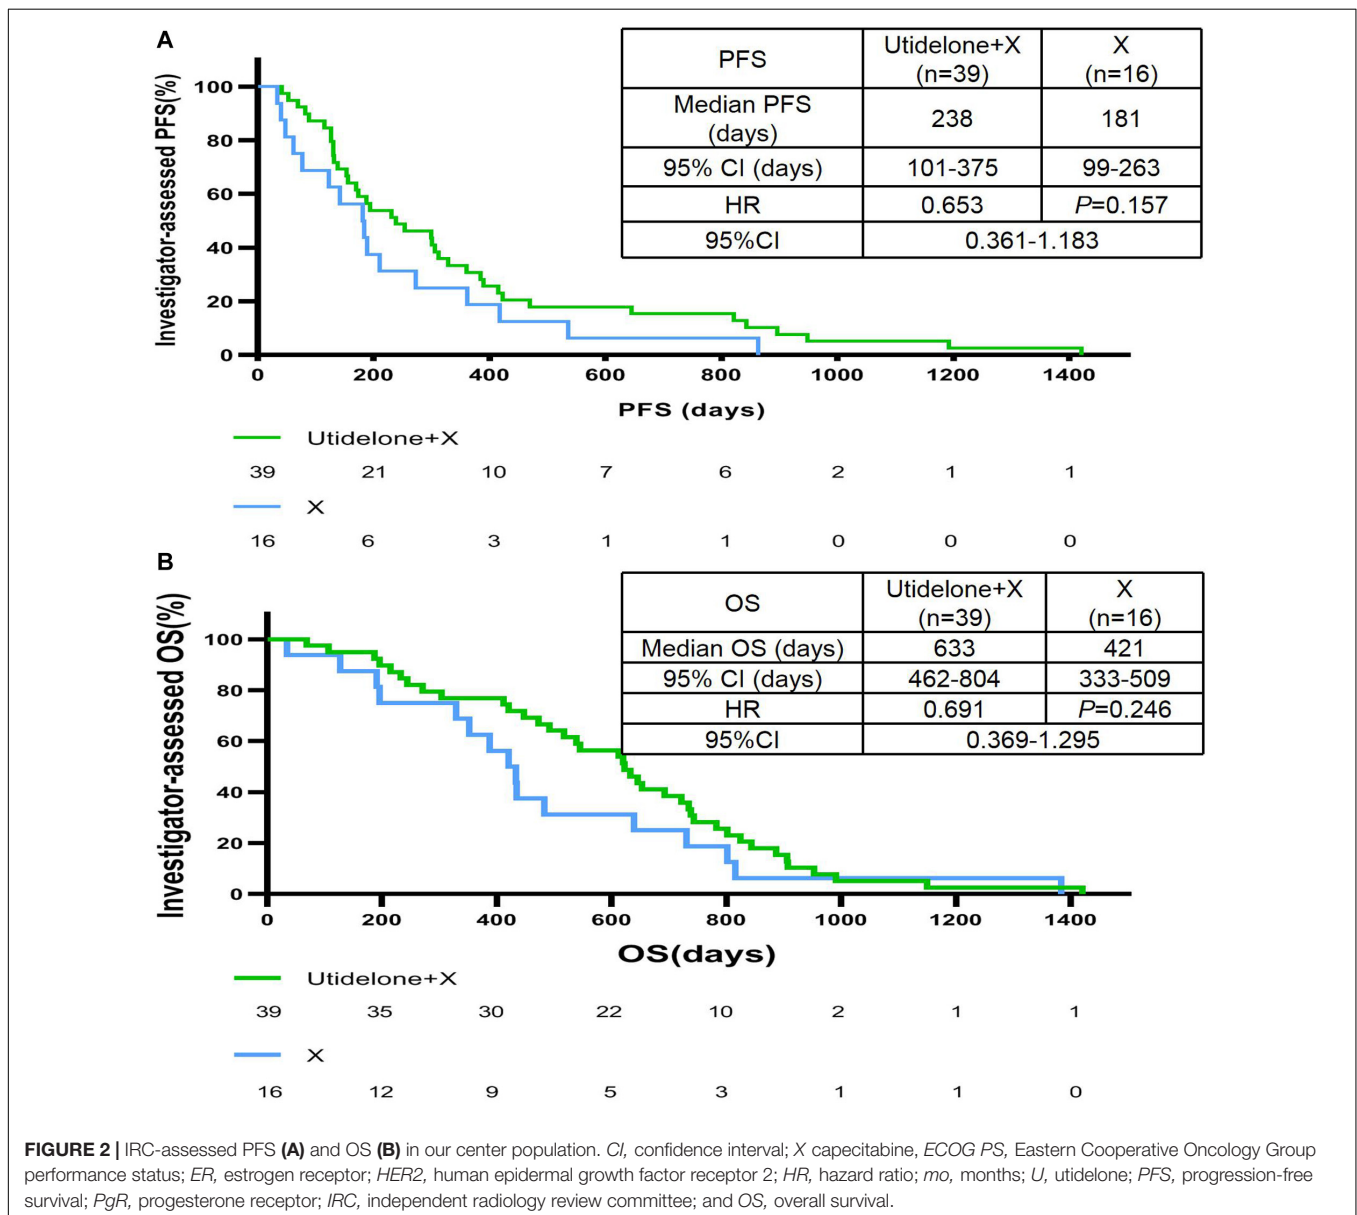 A
PFS
Utidelone+X
(n=39)
X
(n=16)
Median PFS
(days)
238
181
95% CI (days)
101-375
99-263
HR
0.653
P=0.157
95%CI
0.361-1.183
Investigator-assessed PFS(%)
100
80
60
40
20
0
0 200 400 600 800 1000 1200 1400
PFS (days)
Utidelone+X
39 21 10 7 6 2 1 1
X
16 6 3 1 1 0 0 0
B
OS
Utidelone+X
(n=39)
X
(n=16)
Median OS (days)
633
421
95% CI (days)
462-804
333-509
HR
0.691
P=0.246
95%CI
0.369-1.295
Investigator-assessed OS(%)
100
80
60
40
20
0
0 200 400 600 800 1000 1200 1400
OS(days)
Utidelone+X
39 35 30 22 10 2 1 1
X
16 12 9 5 3 1 1 0
FIGURE 2 | IRC-assessed PFS (A) and OS (B) in our center population. CI, confidence interval; X capecitabine, ECOG PS, Eastern Cooperative Oncology Group
performance status; ER, estrogen receptor; HER2, human epidermal growth factor receptor 2; HR, hazard ratio; mo, months; U, utidelone; PFS, progression-free
survival; PgR, progesterone receptor; IRC, independent radiology review committee; and OS, overall survival.